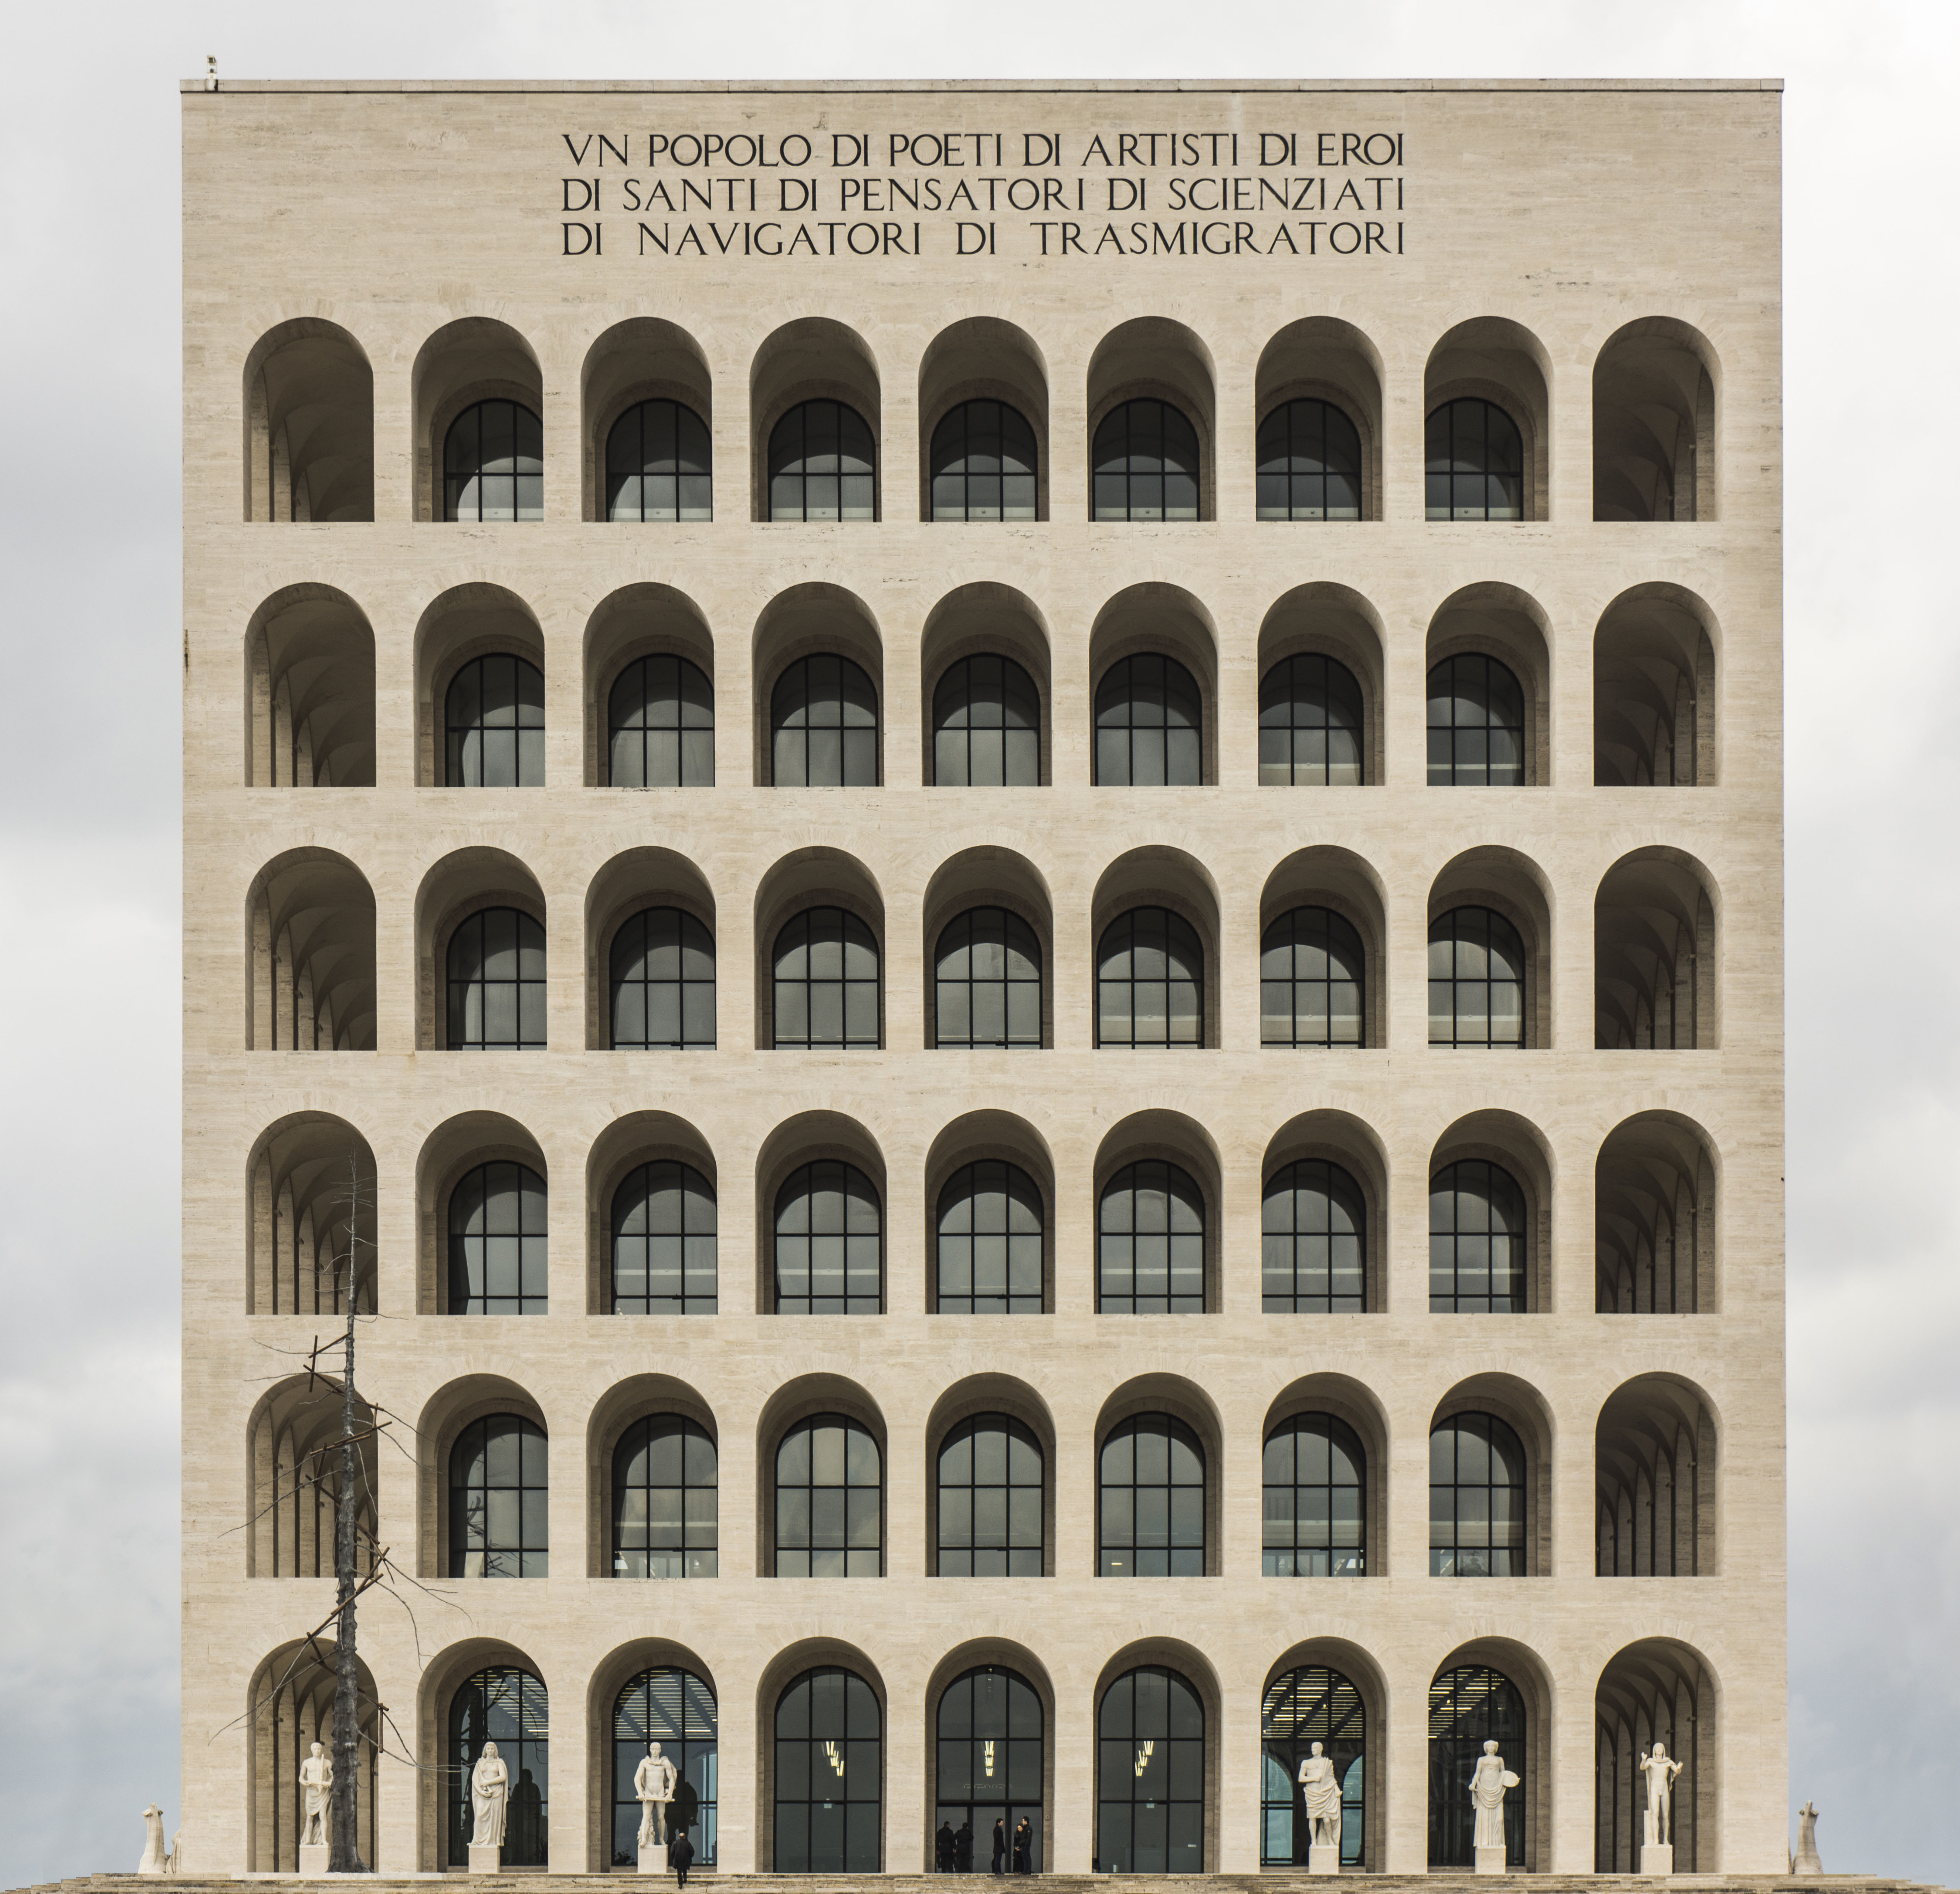 VN POPOLO DI POETI DI ARTISTI DI EROI
DI SANTI DI PENSATORI DI SCIENZIATI
DI NAVIGATORI DI TRASMIGRATORI